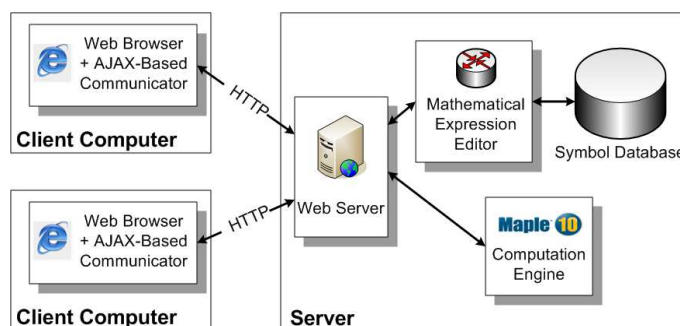 Web Browser
+ AJAX-Based
Communicator
Client Computer
HTTP
Web Browser
+ AJAX-Based
Communicator
Client Computer
HTTP
Web Server
Mathematical
Expression
Editor
Symbol Database
Maple 10
Computation
Engine
Server